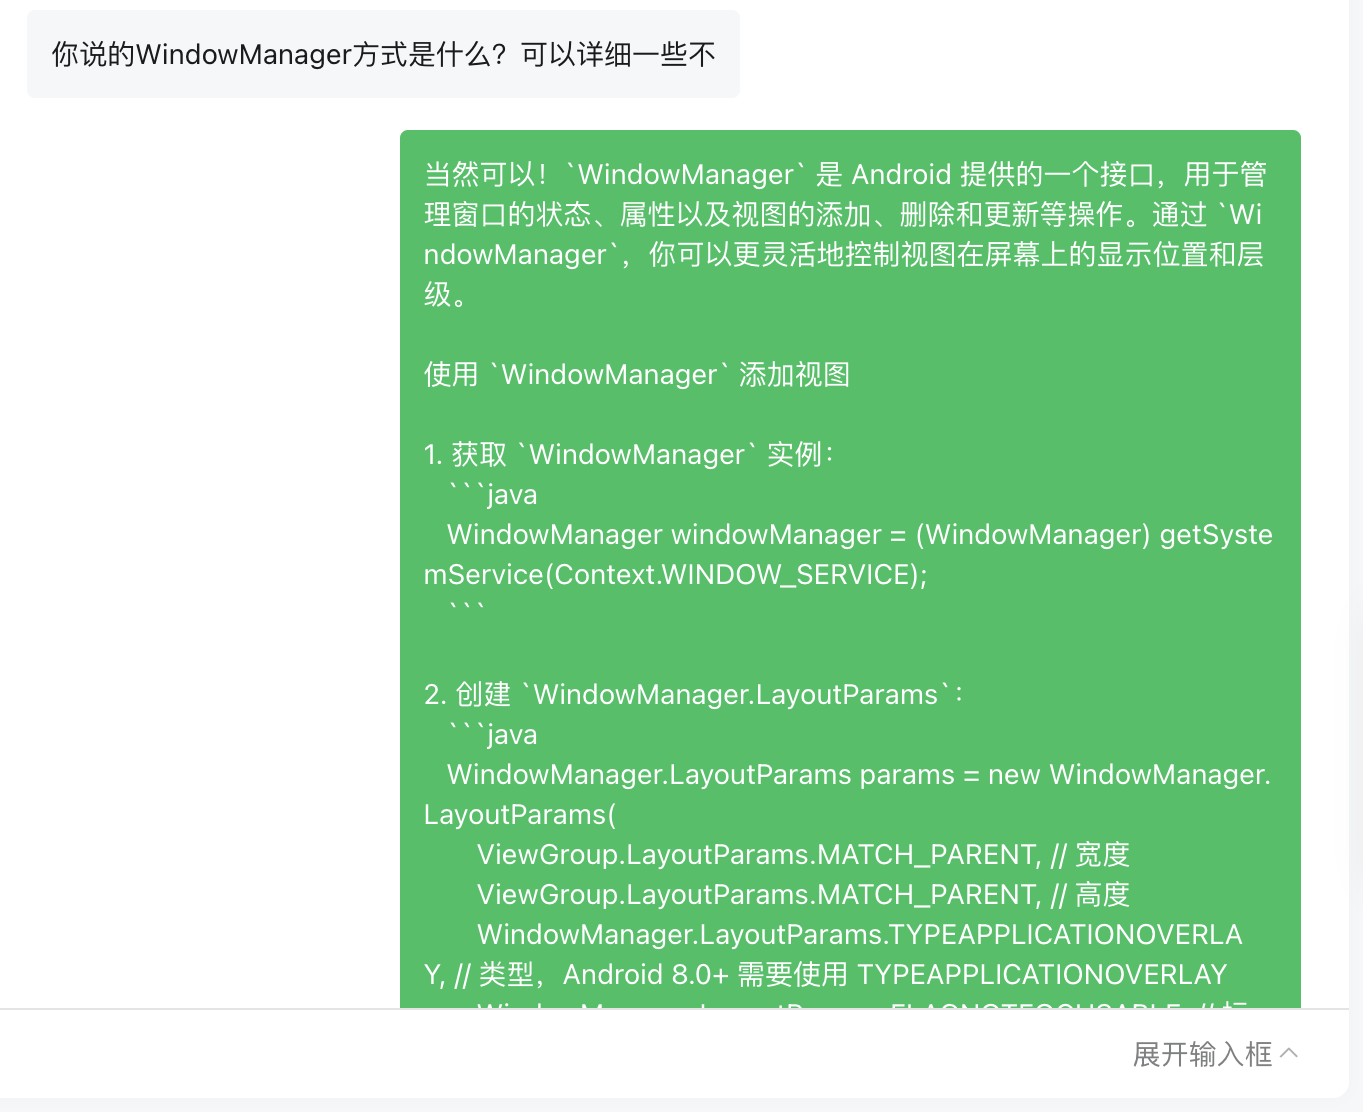 你说的WindowManager方式是什么？可以详细一些不
当然可以！`WindowManager` 是 Android 提供的一个接口，用于管
理窗口的状态、属性以及视图的添加、删除和更新等操作。通过 `Wi
ndowManager`，你可以更灵活地控制视图在屏幕上的显示位置和层
级。
使用 `WindowManager` 添加视图
1. 获取 `WindowManager` 实例：
```java
WindowManager windowManager = (WindowManager) getSyste
mService(Context.WINDOW_SERVICE);
```
2. 创建 `WindowManager.LayoutParams`：
```java
WindowManager.LayoutParams params = new WindowManager.
LayoutParams(
ViewGroup.LayoutParams.MATCH_PARENT, // 宽度
ViewGroup.LayoutParams.MATCH_PARENT, // 高度
WindowManager.LayoutParams.TYPEAPPLICATIONOVERLA
Y, // 类型，Android 8.0+ 需要使用 TYPEAPPLICATIONOVERLAY
展开输入框